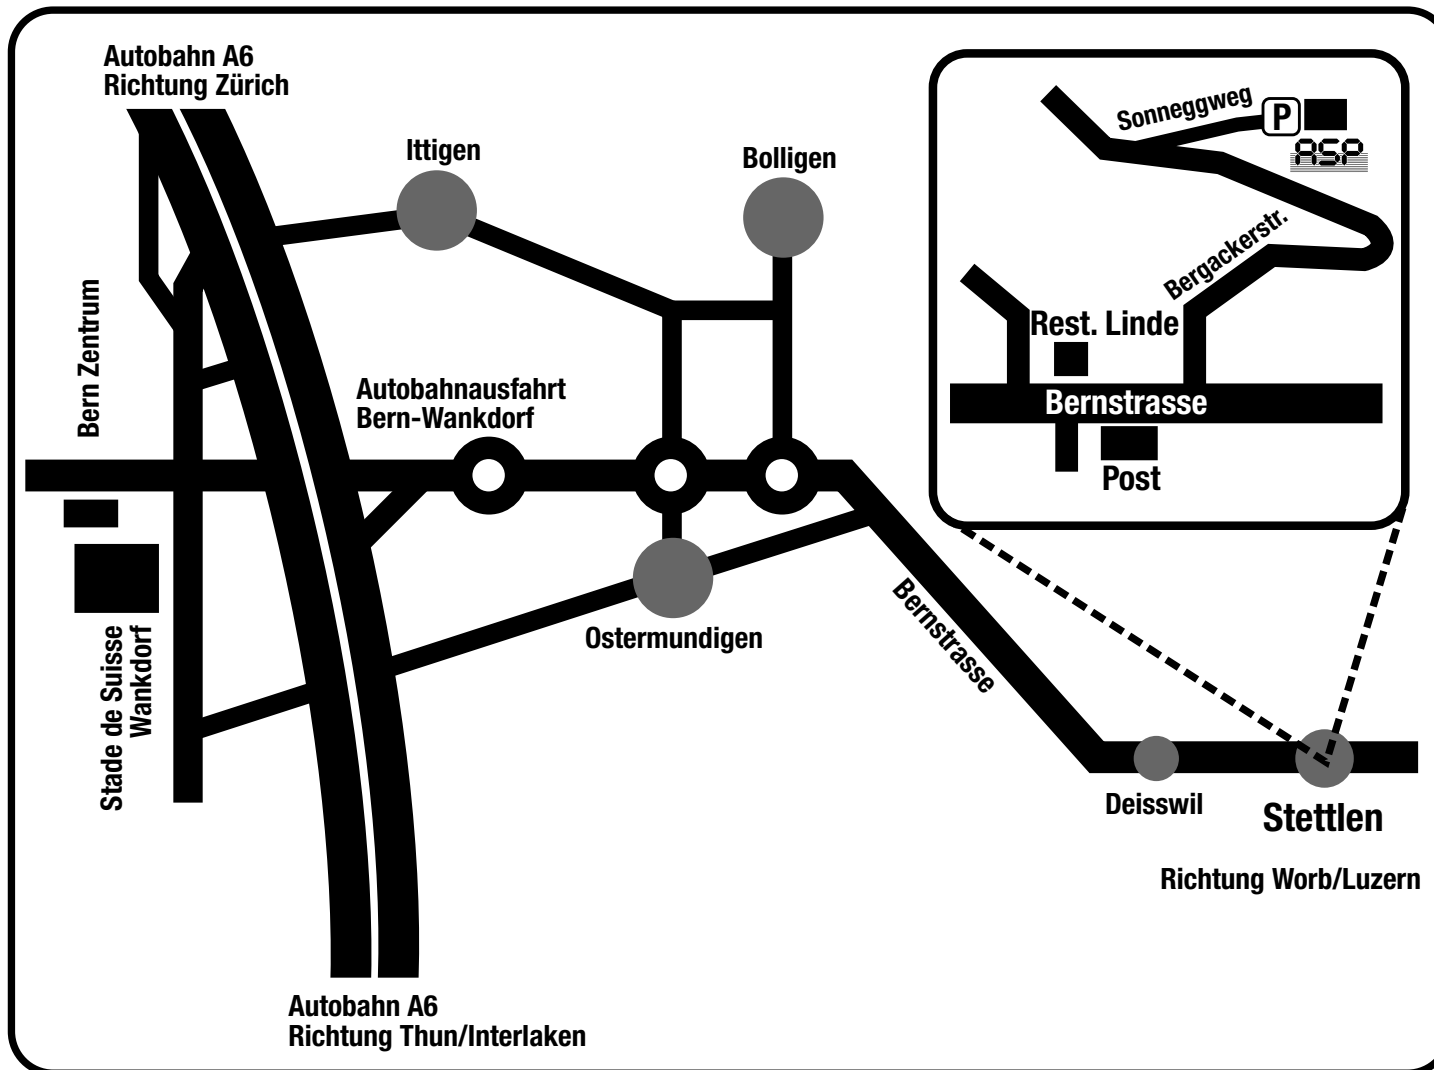 Autobahn A6
Richtung Zürich
Ittigen
Bolligen
Sonneggweg
P
ASP
Bergackerstr.
Rest. Linde
Bernstrasse
Post
Bern Zentrum
Autobahnausfahrt
Bern-Wankdorf
Ostermundigen
Bernstrasse
Stade de Suisse
Wankdorf
Deisswil
Stettlen
Richtung Worb/Luzern
Autobahn A6
Richtung Thun/Interlaken